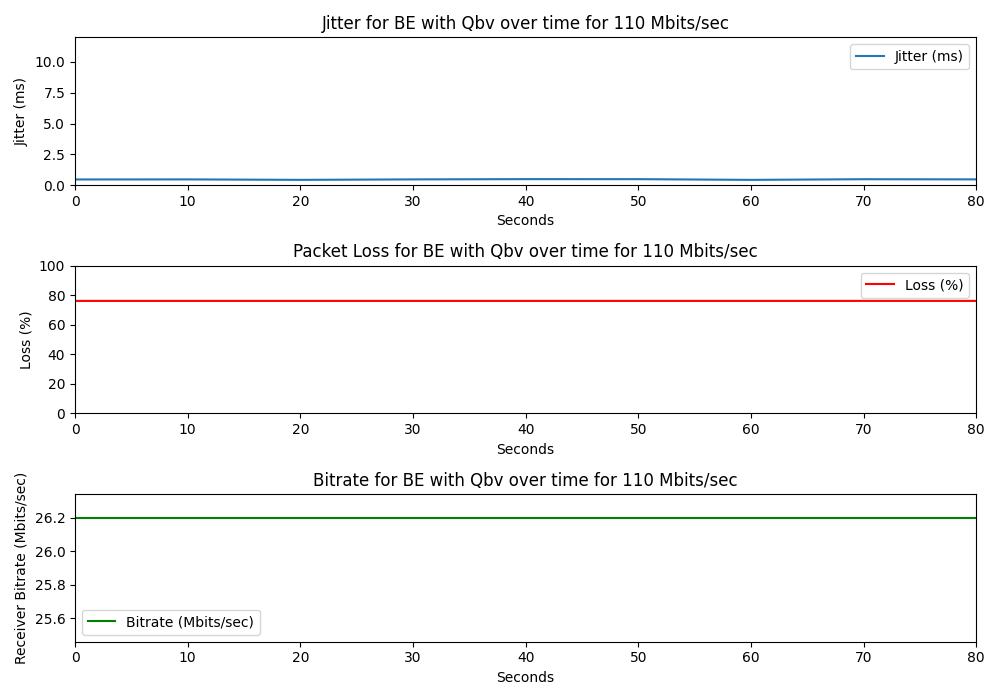 Jitter for BE with Qbv over time for 110 Mbits/sec
Jitter (ms)
10.0
7.5
5.0
2.5
0.0
Jitter (ms)
0 10 20 30 40 50 60 70 80
Seconds
Packet Loss for BE with Qbv over time for 110 Mbits/sec
Loss (%)
100
80
60
40
20
0
Loss (%)
0 10 20 30 40 50 60 70 80
Seconds
Bitrate for BE with Qbv over time for 110 Mbits/sec
Receiver Bitrate (Mbits/sec)
26.2
26.0
25.8
25.6
Bitrate (Mbits/sec)
0 10 20 30 40 50 60 70 80
Seconds